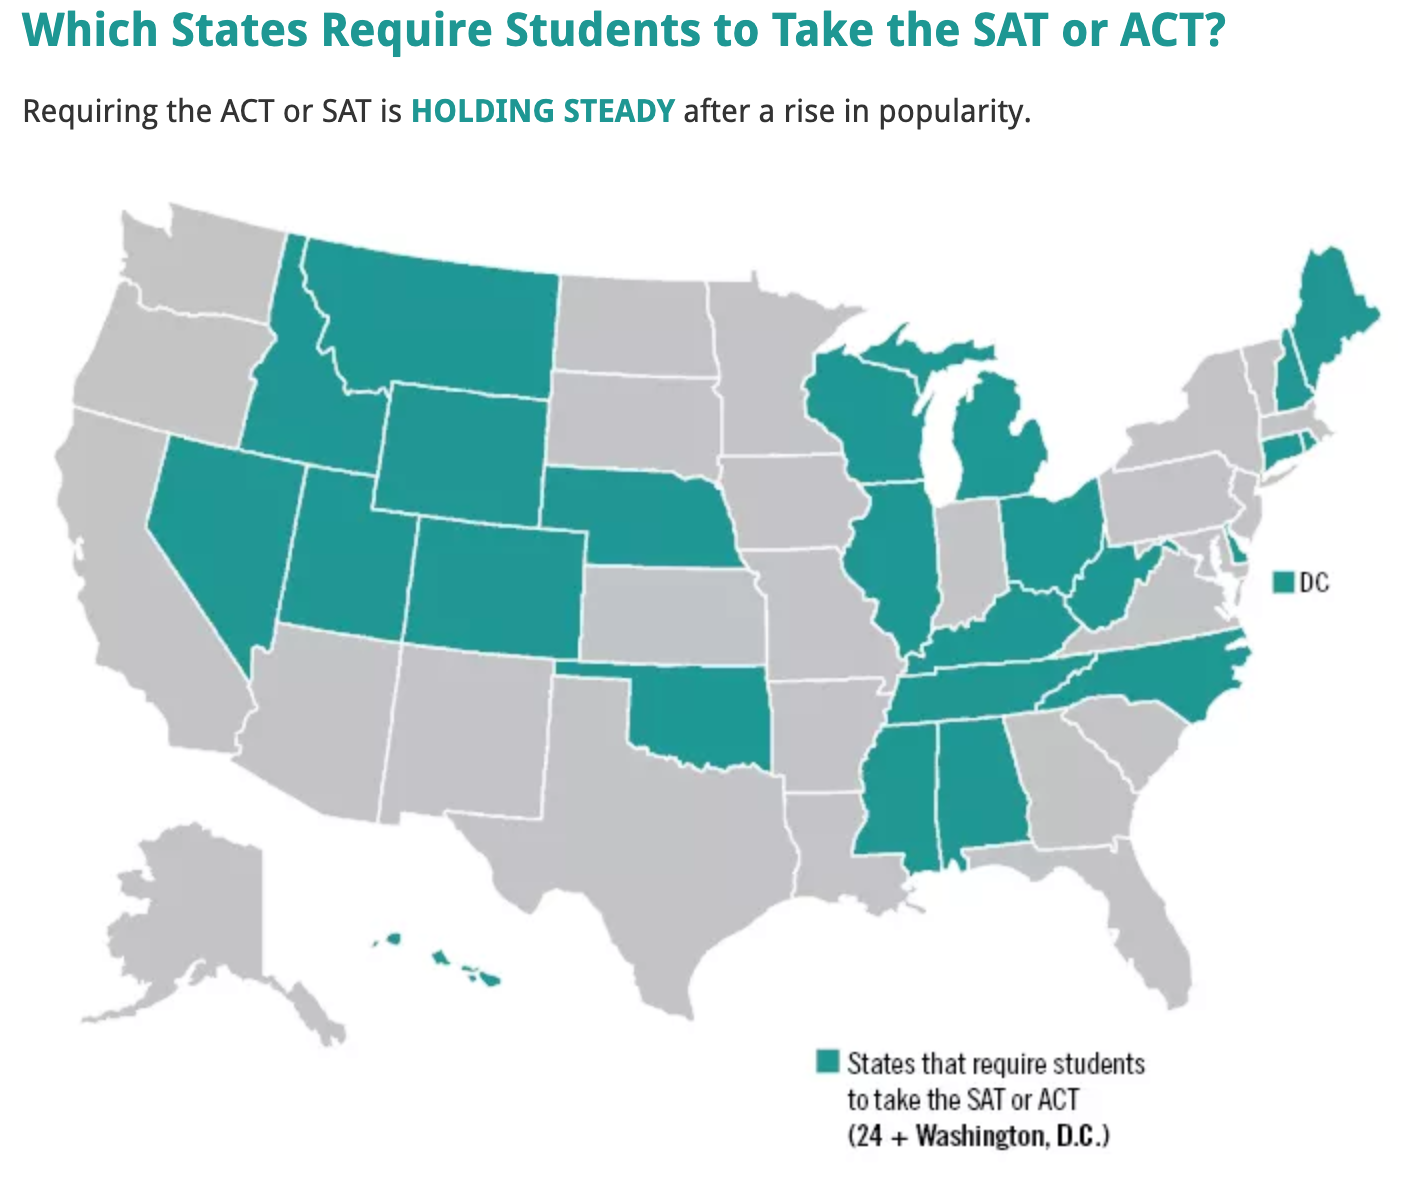 Which States Require Students to Take the SAT or ACT?
Requiring the ACT or SAT is HOLDING STEADY after a rise in popularity.
DC
States that require students
to take the SAT or ACT
(24 + Washington, D.C.)